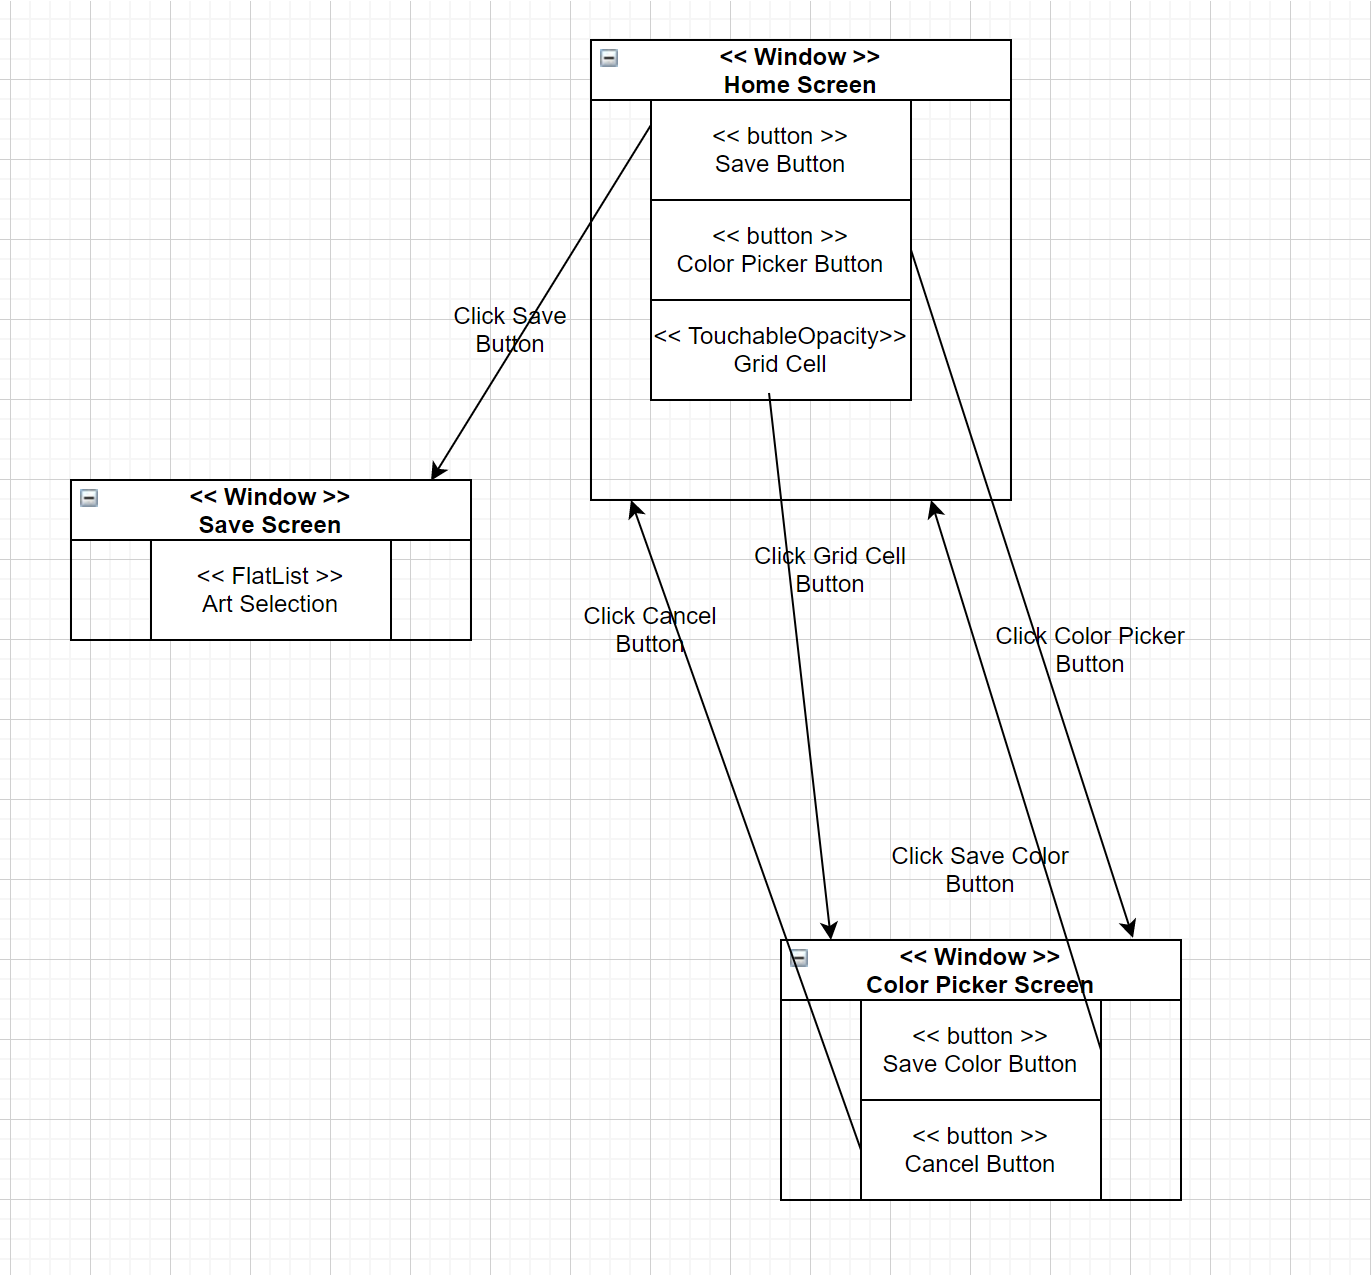 << Window >>
Home Screen
<< button >>
Save Button
<< button >>
Color Picker Button
<< TouchableOpacity>>
Grid Cell
Click Save
Button
<< Window >>
Save Screen
<< FlatList >>
Art Selection
Click Grid Cell
Button
Click Cancel
Button
Click Color Picker
Button
Click Save Color
Button
<< Window >>
Color Picker Screen
<< button >>
Save Color Button
<< button >>
Cancel Button